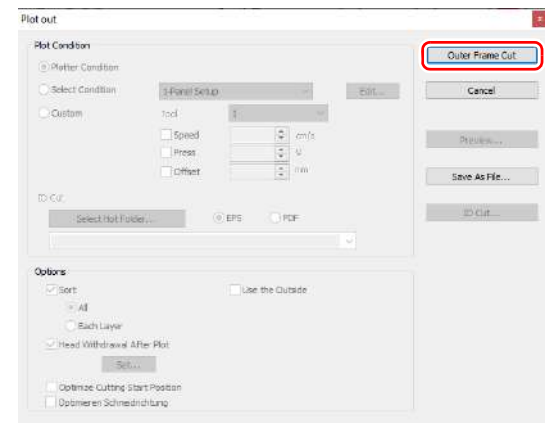 Plot out
Plot Condition
Plotter Condition
Select Condition
1-Panel Setup
Edit...
Custom
Tool
1
Speed
cm/s
Press
Offset
mm
ID Cut
Select Hot Folder...
EPS
PDF
Options
Sort
Use the Outside
All
Each Layer
Head Withdrawal After Plot
Set...
Optimize Cutting Start Position
Optimieren Schneidrichtung
Outer Frame Cut
Cancel
Preview...
Save As File...
ID Cut...